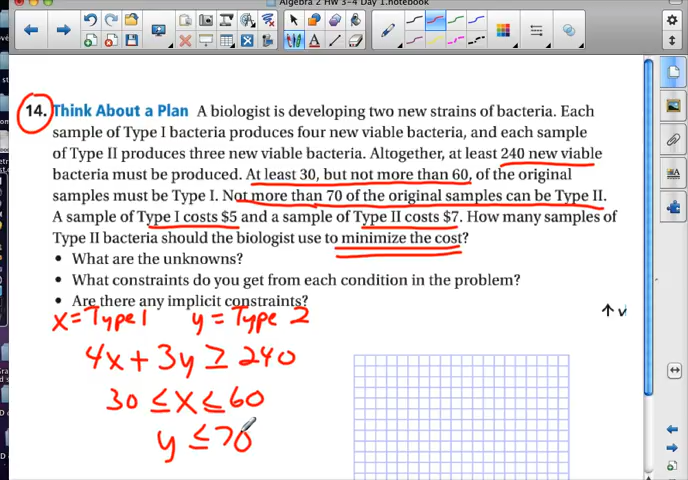 Algebra 2 HW 3-4 Day 1.notebook
14. Think About a Plan A biologist is developing two new strains of bacteria. Each
sample of Type I bacteria produces four new viable bacteria, and each sample
of Type II produces three new viable bacteria. Altogether, at least 240 new viable
bacteria must be produced. At least 30, but not more than 60, of the original
samples must be Type I. Not more than 70 of the original samples can be Type II.
A sample of Type I costs $5 and a sample of Type II costs $7. How many samples of
Type II bacteria should the biologist use to minimize the cost?
• What are the unknowns?
• What constraints do you get from each condition in the problem?
• Are there any implicit constraints?
x = Type 1 y = Type 2
4x + 3y ≥ 240
30 ≤ x ≤ 60
y ≤ 70